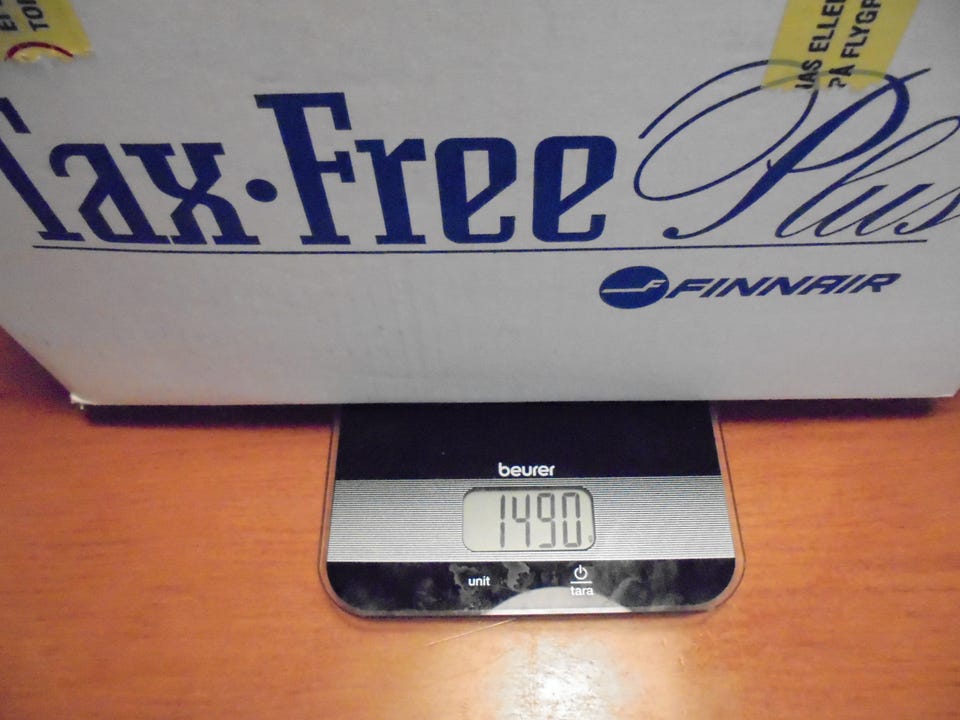 Tax-Free Plus
FINNAIR
beurer
1490
unit
tara